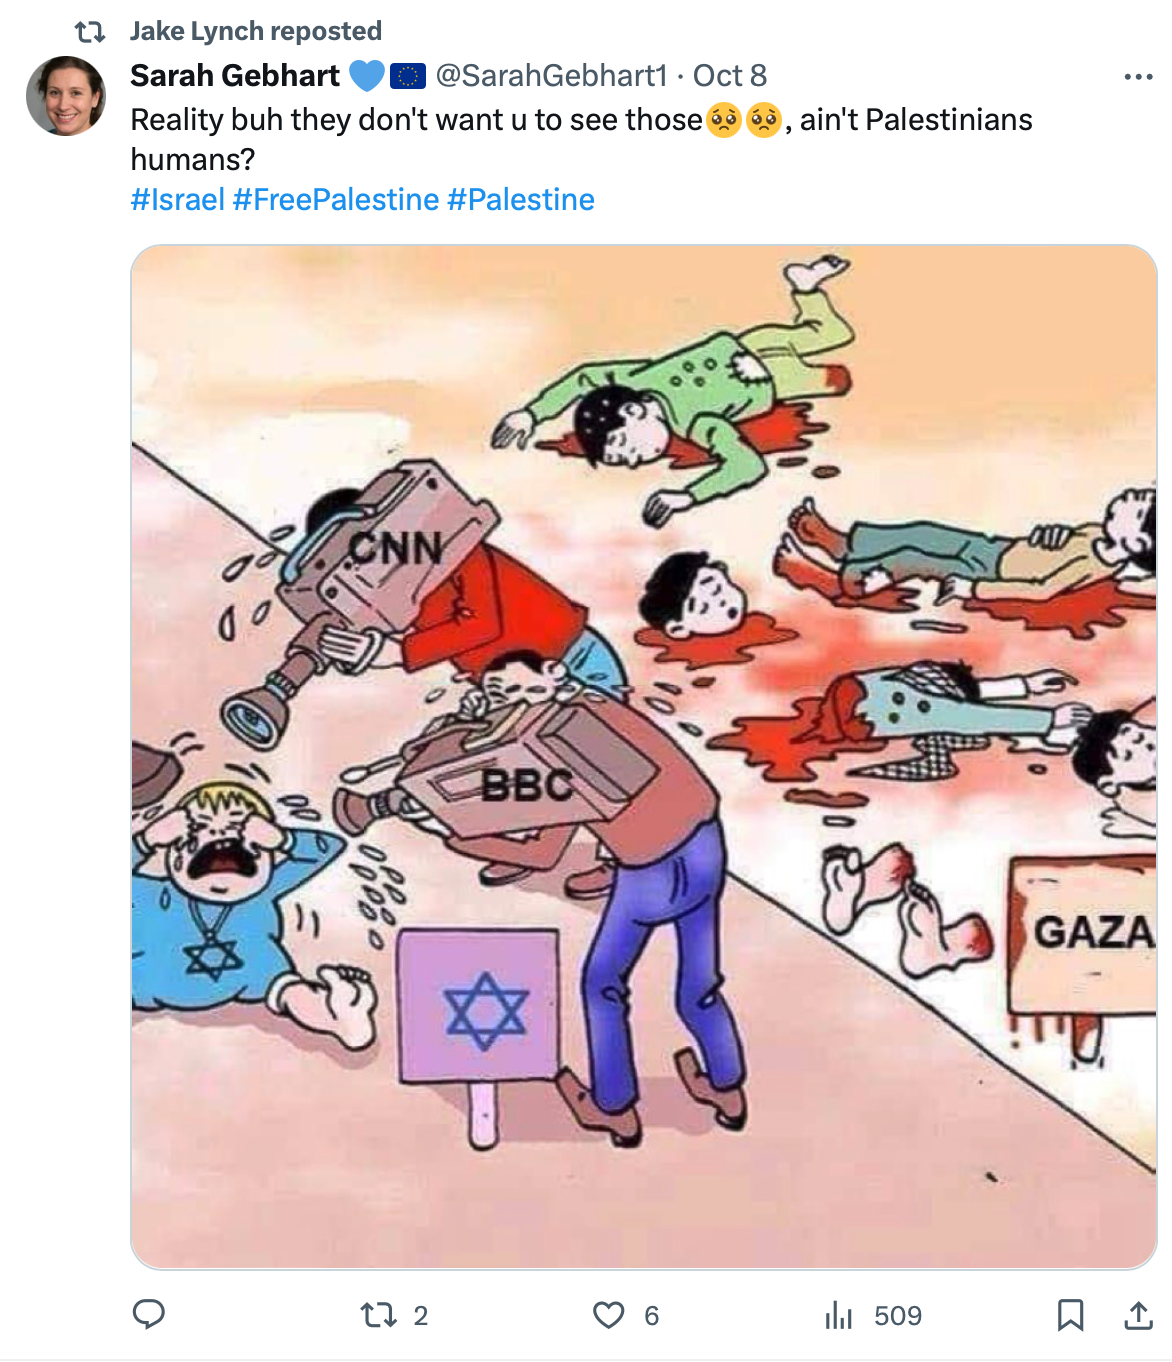 Jake Lynch reposted
Sarah Gebhart 💙🇪🇺 @SarahGebhart1 · Oct 8
Reality buh they don't want u to see those🥺🥺, ain't Palestinians
humans?
#Israel #FreePalestine #Palestine
CNN
BBC
GAZA
2 6 509